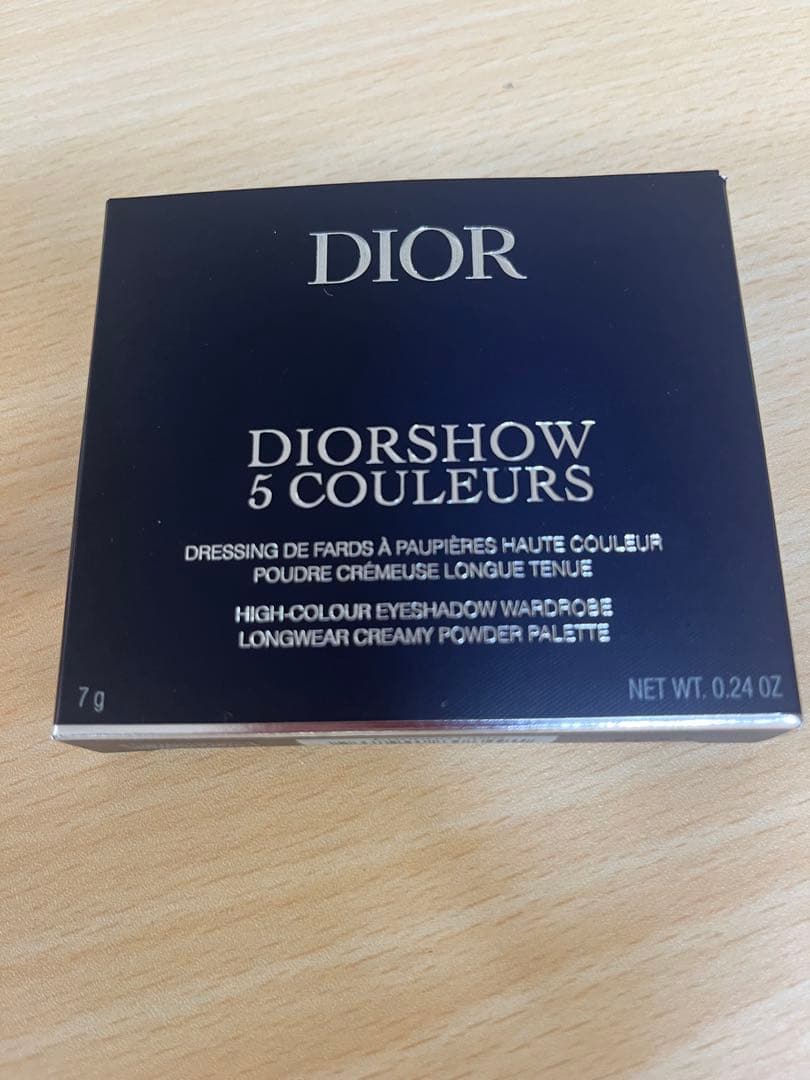 DIOR
DIORSHOW
5 COULEURS
DRESSING DE FARDS À PAUPIÈRES HAUTE COULEUR
POUDRE CRÉMEUSE LONGUE TENUE
HIGH-COLOUR EYESHADOW WARDROBE
LONGWEAR CREAMY POWDER PALETTE
7 g
NET WT. 0.24 OZ